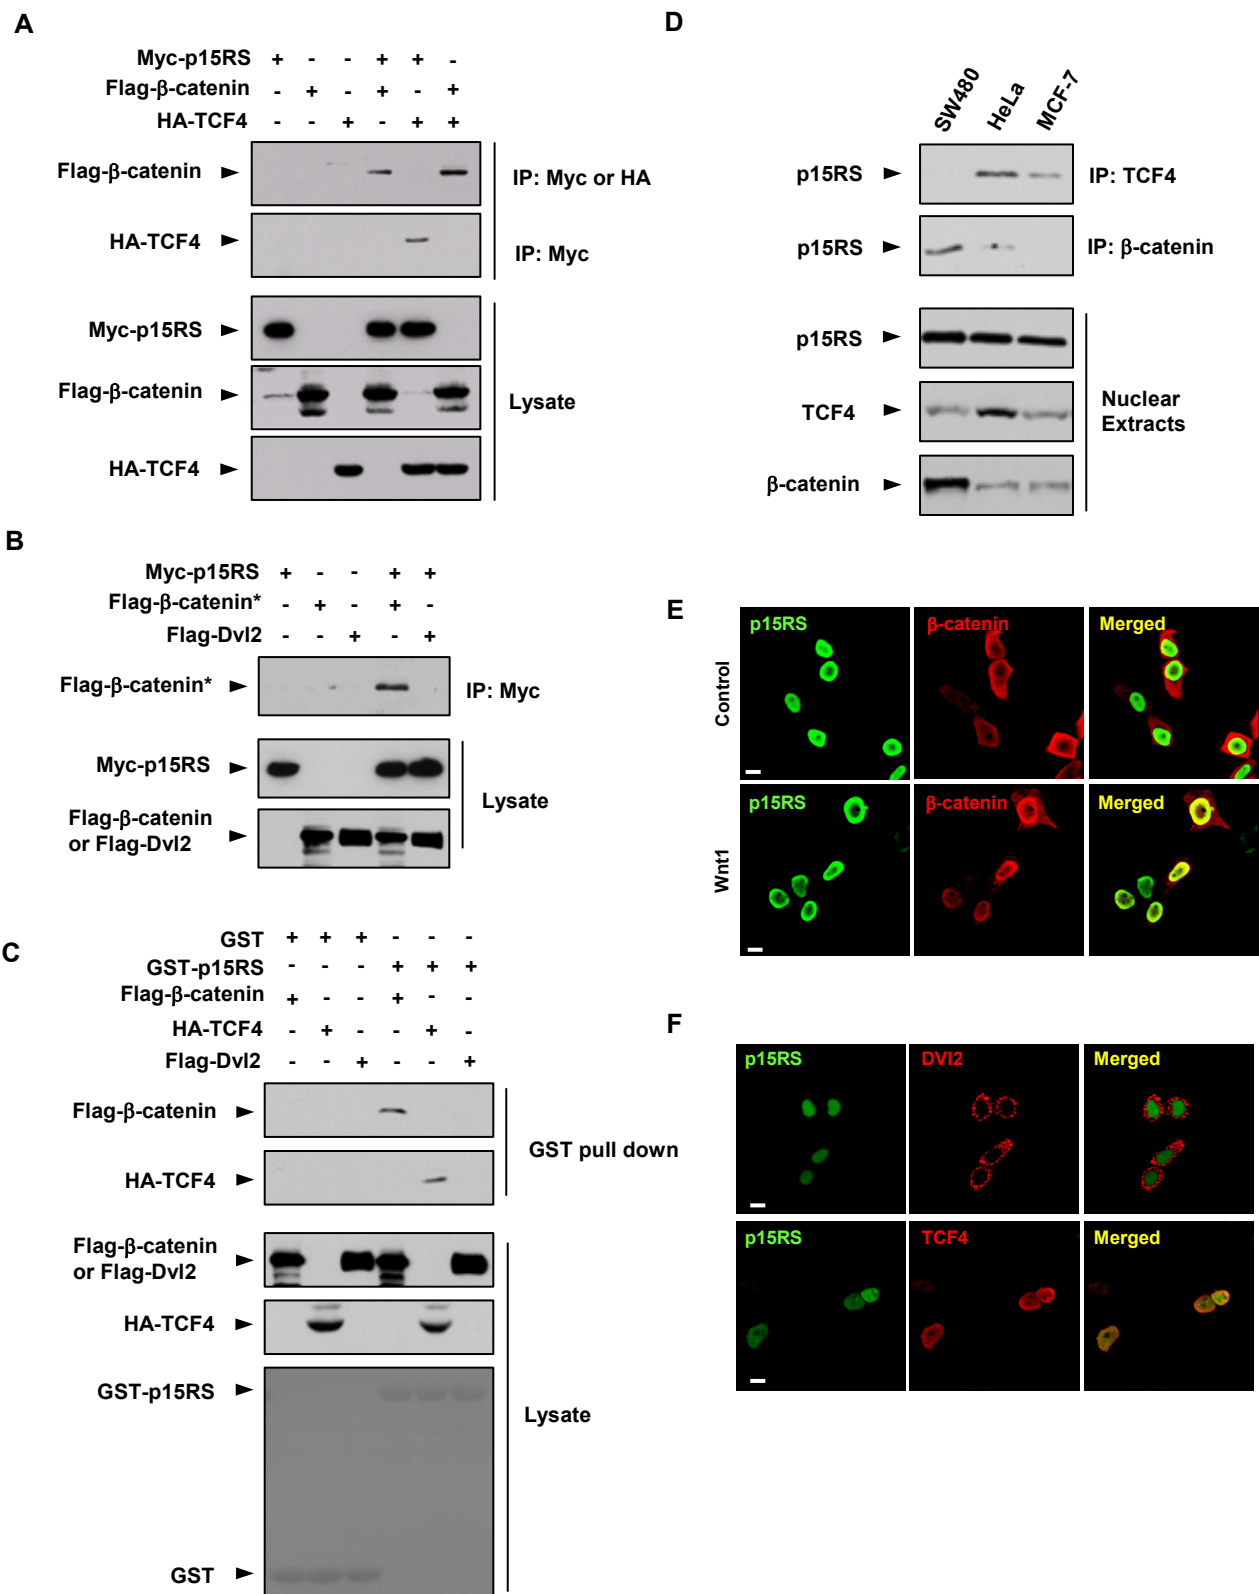 A
Myc-p15RS + - - + + -
Flag-β-catenin - + - + - +
HA-TCF4 - - + - + +
Flag-β-catenin ► IP: Myc or HA
HA-TCF4 ► IP: Myc
Myc-p15RS ►
Flag-β-catenin ► Lysate
HA-TCF4 ►
B
Myc-p15RS + - - + +
Flag-β-catenin* - + - + -
Flag-Dvl2 - - + - +
Flag-β-catenin* ► IP: Myc
Myc-p15RS ►
Lysate
Flag-β-catenin
or Flag-Dvl2 ►
C
GST + + + - - -
GST-p15RS - - - + + +
Flag-β-catenin + - - + - -
HA-TCF4 - + - - + -
Flag-Dvl2 - - + - - +
Flag-β-catenin ►
GST pull down
HA-TCF4 ►
Flag-β-catenin
or Flag-Dvl2 ►
HA-TCF4 ►
GST-p15RS ►
Lysate
GST ►
D
SW480 HeLa MCF-7
p15RS ► IP: TCF4
p15RS ► IP: β-catenin
p15RS ►
TCF4 ► Nuclear
Extracts
β-catenin ►
E
Control
p15RS β-catenin Merged
Wnt1
p15RS β-catenin Merged
F
p15RS DVl2 Merged
p15RS TCF4 Merged